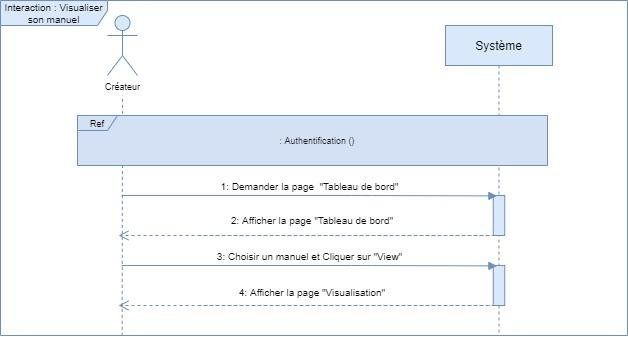 Interaction : Visualiser
son manuel
Système
Créateur
Ref
: Authentification ()
1: Demander la page "Tableau de bord"
2: Afficher la page "Tableau de bord"
3: Choisir un manuel et Cliquer sur "View"
4: Afficher la page "Visualisation"